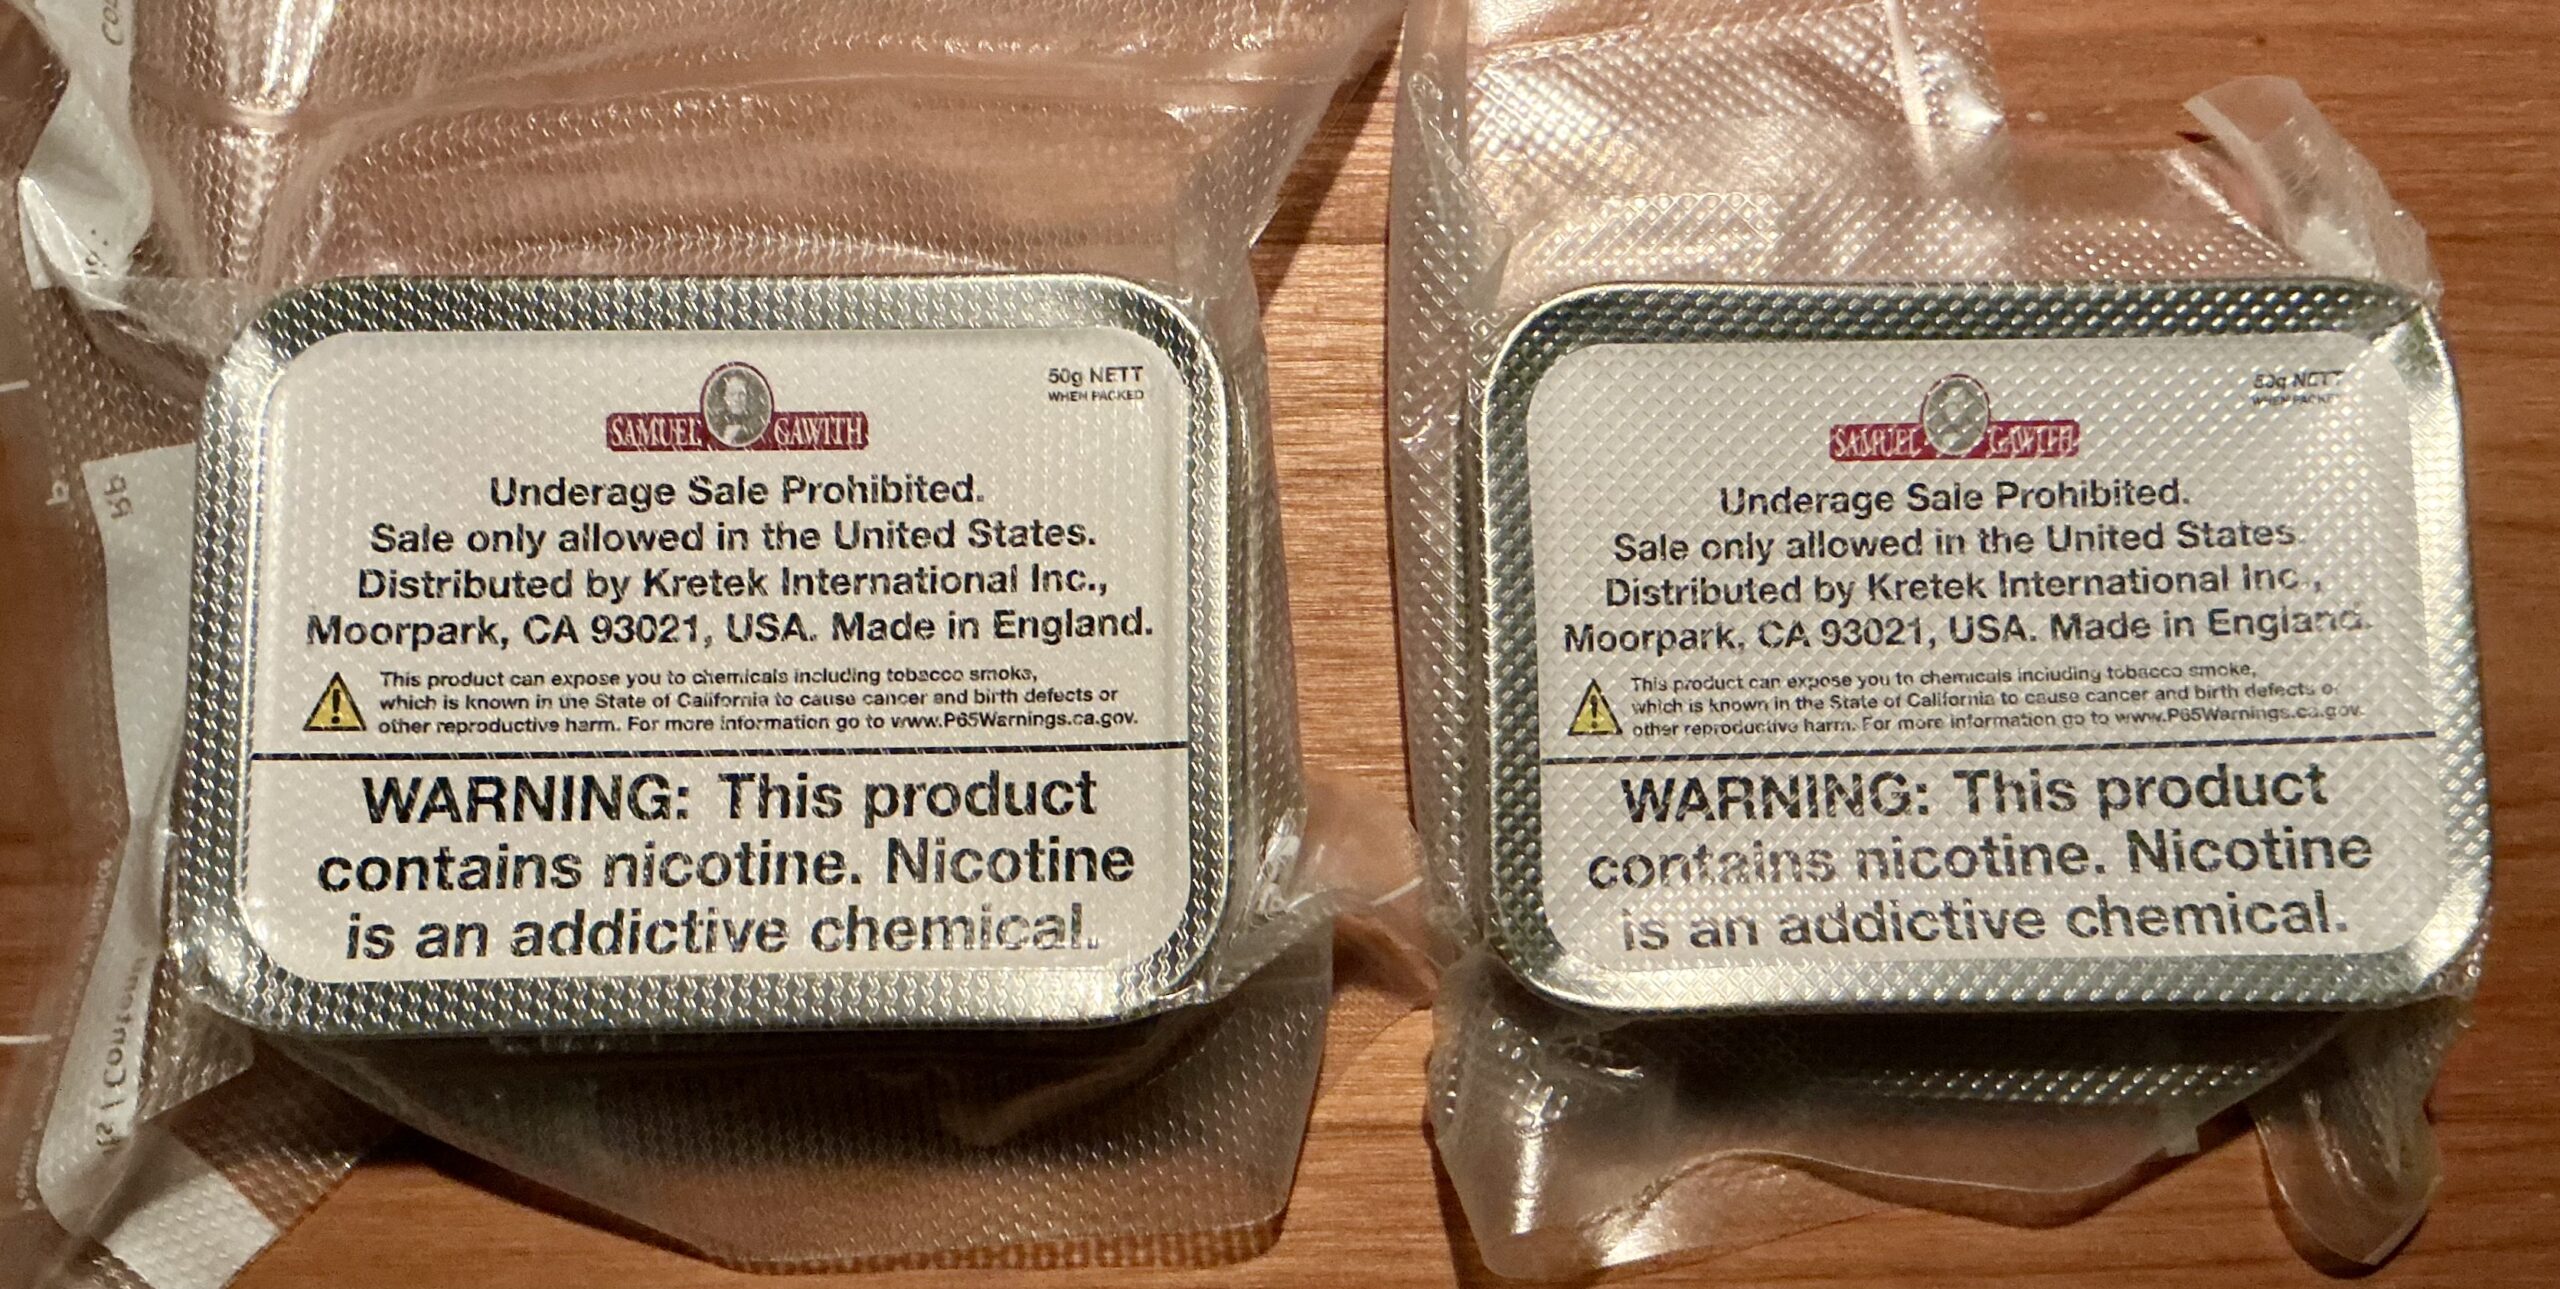 SAMUEL GAWITH
50g NETT
WHEN PACKED
Underage Sale Prohibited.
Sale only allowed in the United States.
Distributed by Kretek International Inc.,
Moorpark, CA 93021, USA. Made in England.
This product can expose you to chemicals including tobacco smoke,
which is known in the State of California to cause cancer and birth defects or
other reproductive harm. For more information go to www.P65Warnings.ca.gov.
WARNING: This product
contains nicotine. Nicotine
is an addictive chemical.
SAMUEL GAWITH
50g NETT
WHEN PACKED
Underage Sale Prohibited.
Sale only allowed in the United States.
Distributed by Kretek International Inc.,
Moorpark, CA 93021, USA. Made in England.
This product can expose you to chemicals including tobacco smoke,
which is known in the State of California to cause cancer and birth defects or
other reproductive harm. For more information go to www.P65Warnings.ca.gov.
WARNING: This product
contains nicotine. Nicotine
is an addictive chemical.